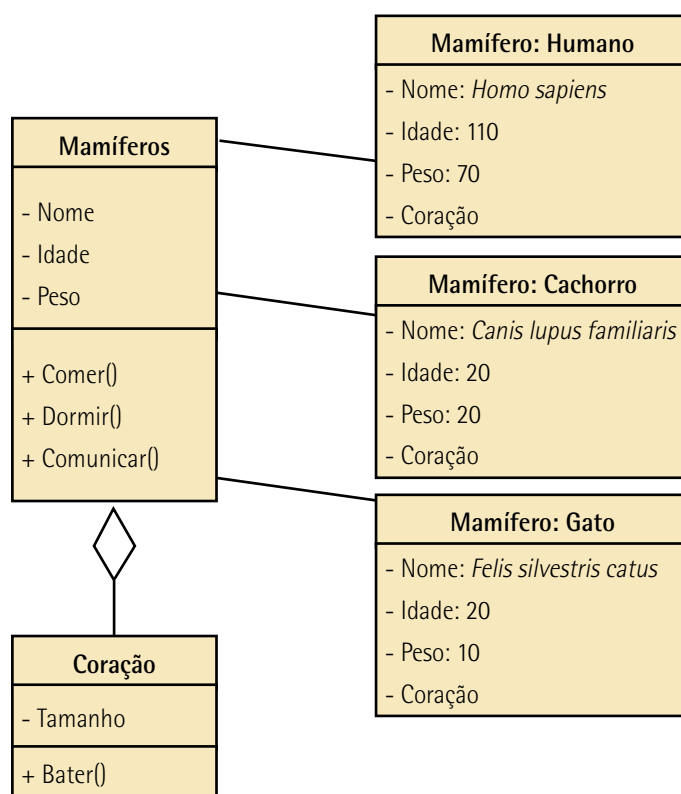 Mamíferos
- Nome
- Idade
- Peso
+ Comer()
+ Dormir()
+ Comunicar()
Coração
- Tamanho
+ Bater()
Mamífero: Humano
- Nome: Homo sapiens
- Idade: 110
- Peso: 70
- Coração
Mamífero: Cachorro
- Nome: Canis lupus familiaris
- Idade: 20
- Peso: 20
- Coração
Mamífero: Gato
- Nome: Felis silvestris catus
- Idade: 20
- Peso: 10
- Coração